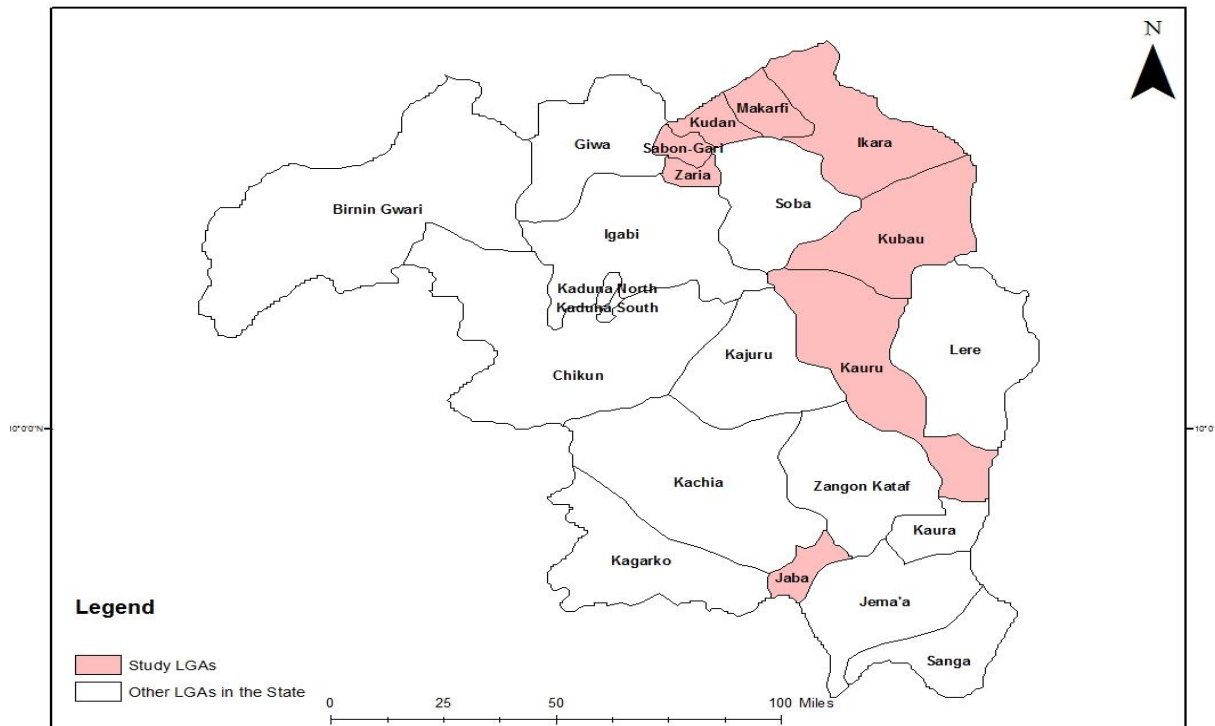 N
Makarfi
Kudan
Giwa
Sabon-Gari
Ikara
Zaria
Birnin Gwari
Soba
Igabi
Kubau
Kaduna North
Kaduna South
Lere
Kajuru
Kauru
Chikun
10°0'0"N
10°0'
Kachia
Zangon Kataf
Kaura
Kagarko
Jaba
Jema'a
Sanga
Legend
Study LGAs
Other LGAs in the State
0 25 50 100 Miles